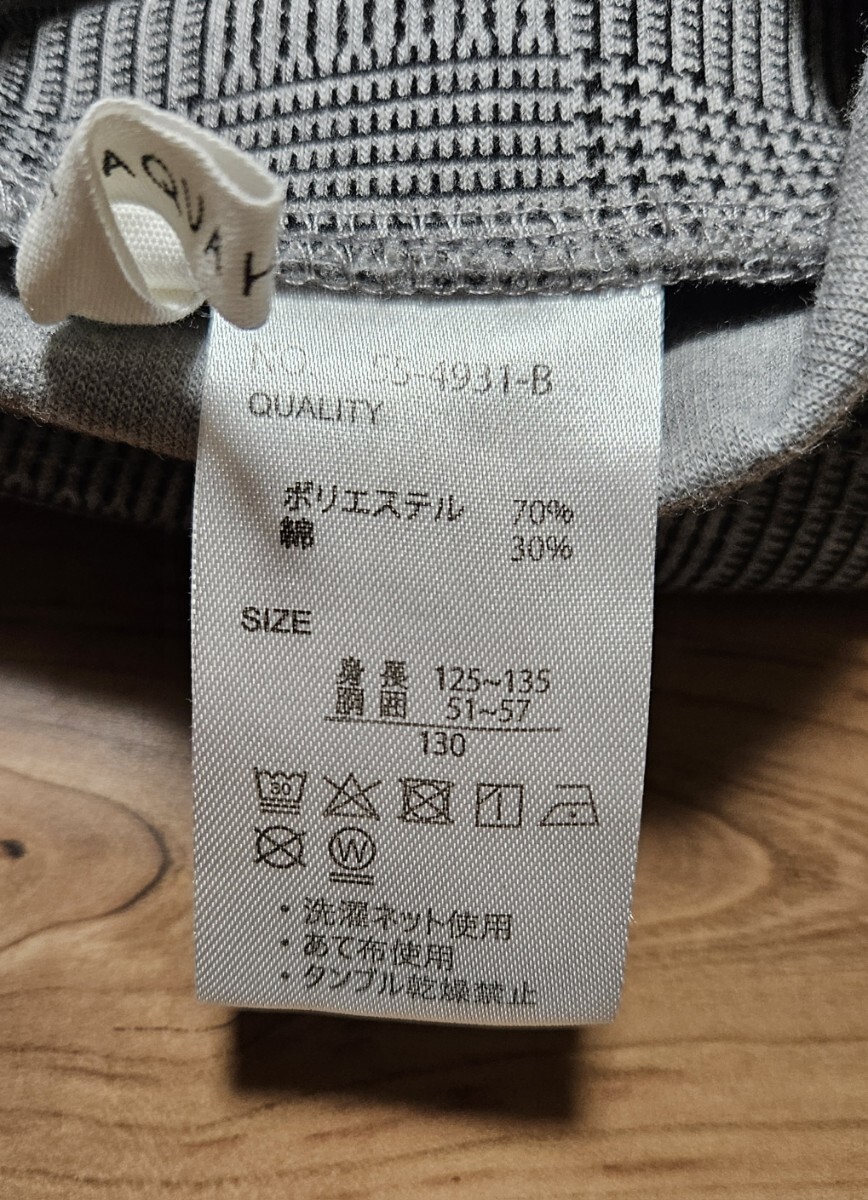 AQUA
NO. 55-4931-B
QUALITY
ポリエステル 70%
綿 30%
SIZE
身長 125~135
胴囲 51~57
130
30
W
・洗濯ネット使用
・あて布使用
・タンブル乾燥禁止